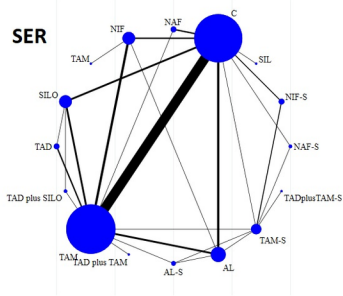 C
NAF
NIF
SER
TAM
SIL
SILO
NIF-S
TAD
NAF-S
TAD plus SILO
TADplusTAM-S
TAM-S
TAM
TAD plus TAM
AL-S
AL